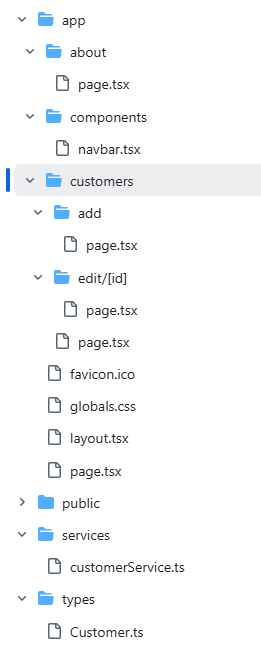 app
about
page.tsx
components
navbar.tsx
customers
add
page.tsx
edit/[id]
page.tsx
page.tsx
favicon.ico
globals.css
layout.tsx
page.tsx
public
services
customerService.ts
types
Customer.ts